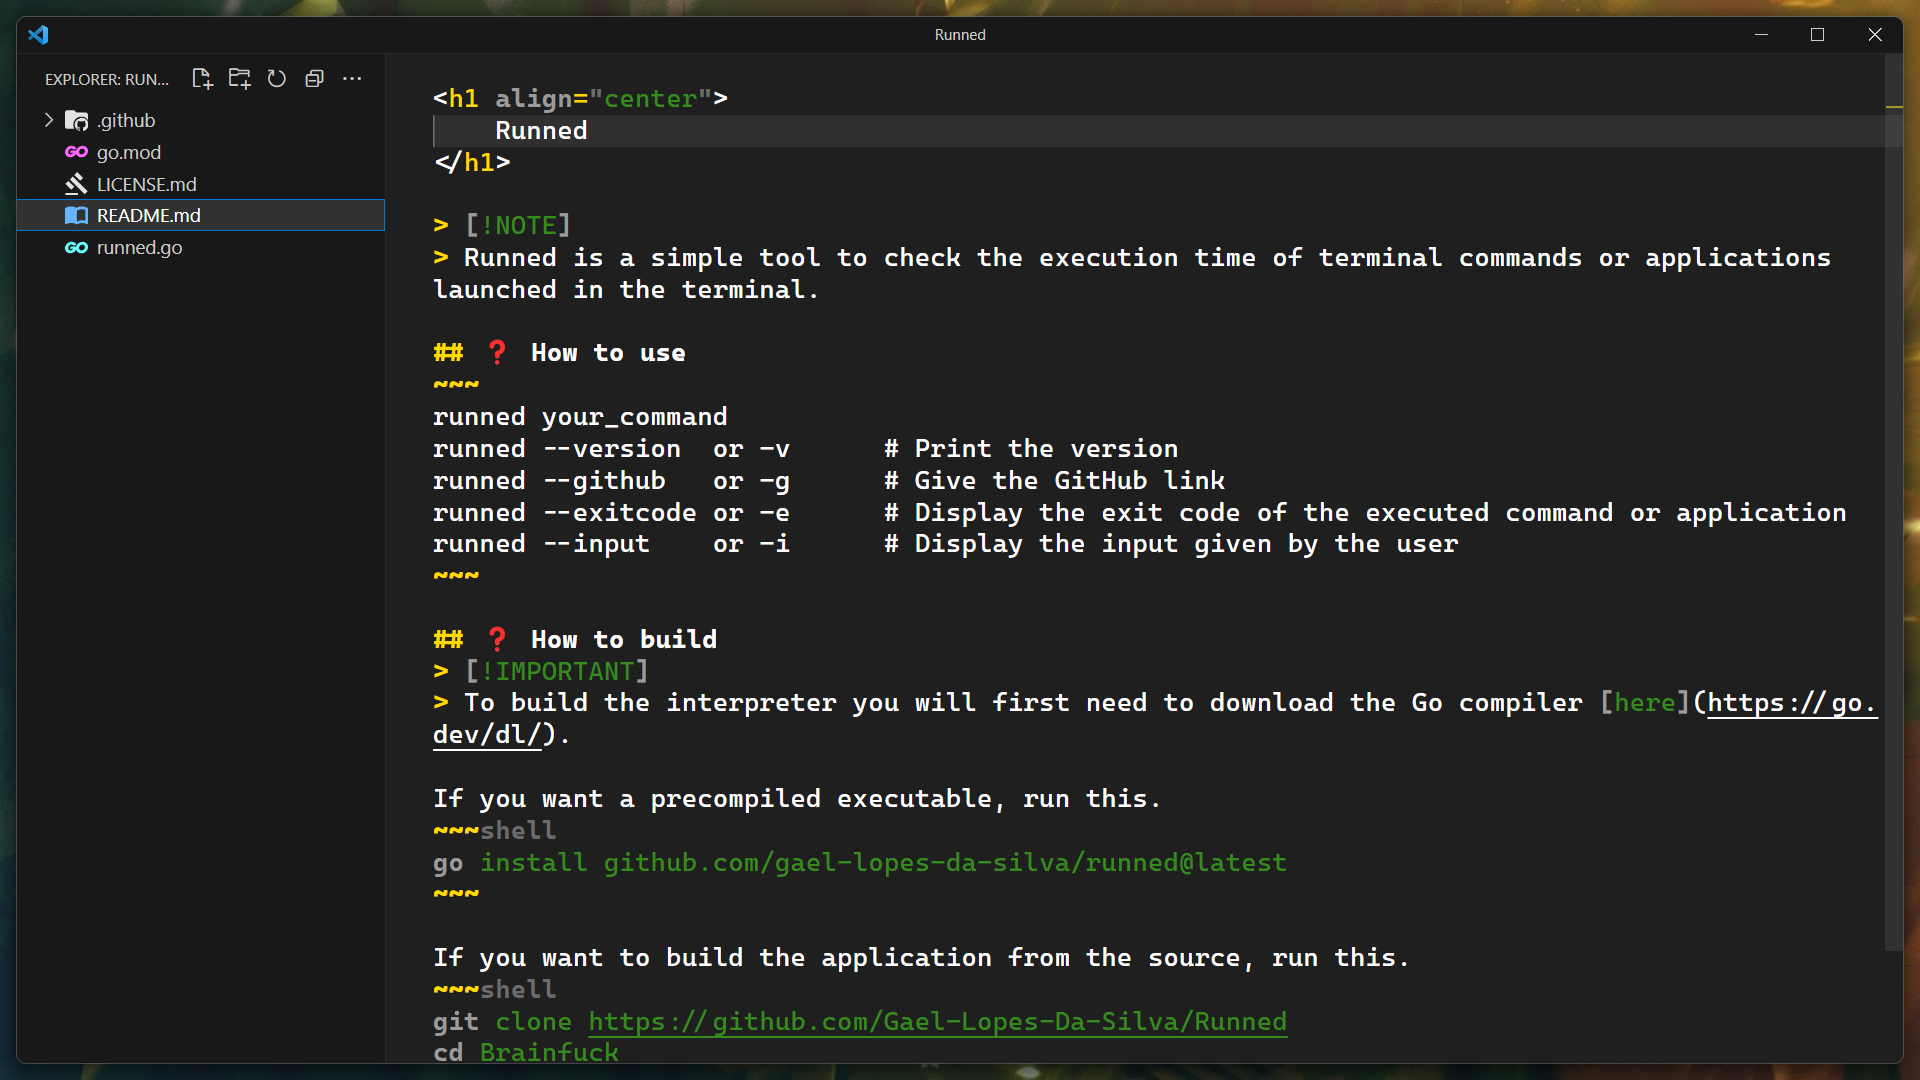 Runned
EXPLORER: RUN...
.github
go.mod
LICENSE.md
README.md
runned.go
<h1 align="center">
    Runned
</h1>
> [!NOTE]
> Runned is a simple tool to check the execution time of terminal commands or applications
launched in the terminal.
## ❓ How to use
~~~
runned your_command
runned --version  or -v      # Print the version
runned --github   or -g      # Give the GitHub link
runned --exitcode or -e      # Display the exit code of the executed command or application
runned --input    or -i      # Display the input given by the user
~~~
## ❓ How to build
> [!IMPORTANT]
> To build the interpreter you will first need to download the Go compiler [here](https://go.
dev/dl/).
If you want a precompiled executable, run this.
~~~shell
go install github.com/gael-lopes-da-silva/runned@latest
~~~
If you want to build the application from the source, run this.
~~~shell
git clone https://github.com/Gael-Lopes-Da-Silva/Runned
cd Brainfuck